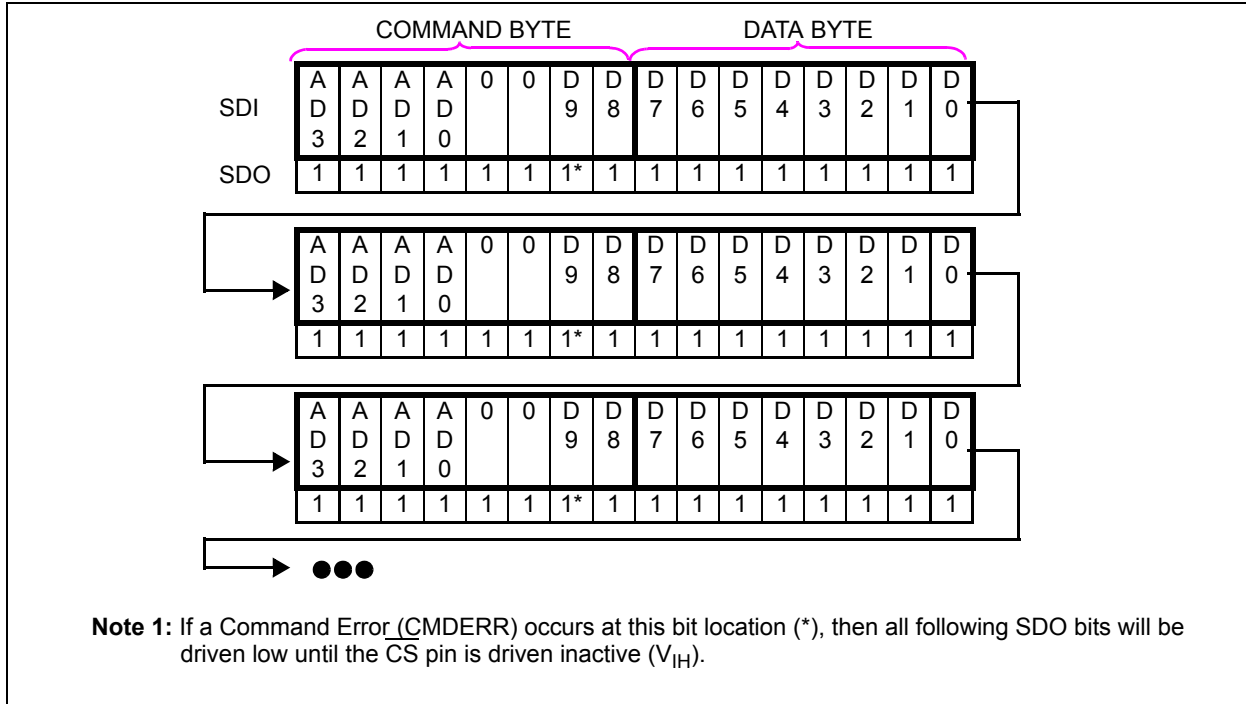 COMMAND BYTE DATA BYTE
SDI
A A A A 0 0 D D D D D D D D D D
D D D D 9 8 7 6 5 4 3 2 1 0
3 2 1 0
SDO 1 1 1 1 1 1 1* 1 1 1 1 1 1 1 1 1
A A A A 0 0 D D D D D D D D D D
D D D D 9 8 7 6 5 4 3 2 1 0
3 2 1 0
1 1 1 1 1 1 1* 1 1 1 1 1 1 1 1 1
A A A A 0 0 D D D D D D D D D D
D D D D 9 8 7 6 5 4 3 2 1 0
3 2 1 0
1 1 1 1 1 1 1* 1 1 1 1 1 1 1 1 1
Note 1: If a Command Error (CMDERR) occurs at this bit location (*), then all following SDO bits will be
driven low until the CS pin is driven inactive (VIH).